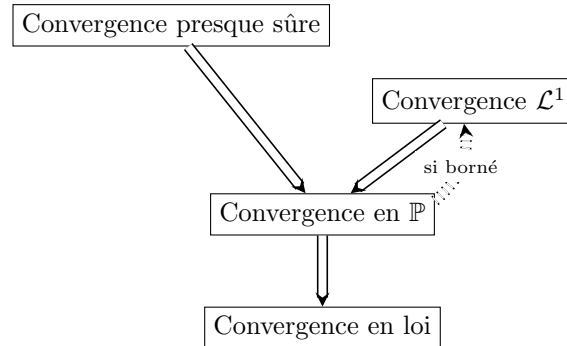 Convergence presque sûre
Convergence ℒ¹
si borné
Convergence en ℙ
Convergence en loi